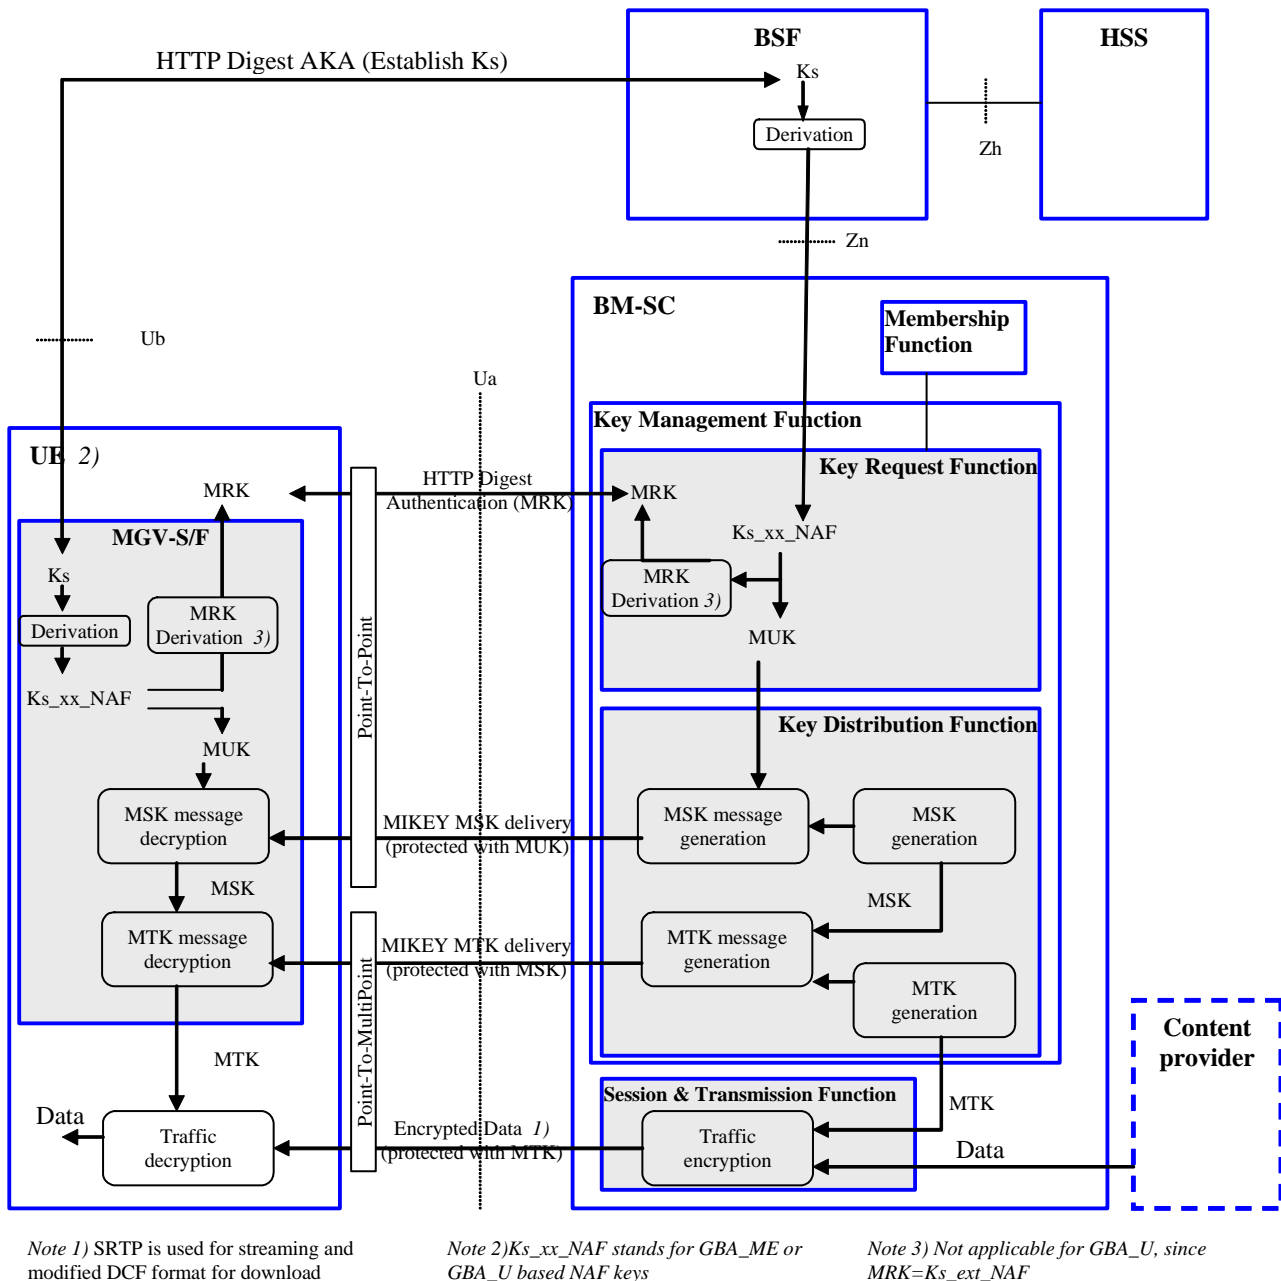 BSF
HSS
HTTP Digest AKA (Establish Ks)
Ks
Derivation
Zh
Zn
Ub
Ua
BM-SC
Membership
Function
Key Management Function
Key Request Function
UE 2)
MRK
HTTP Digest
Authentication (MRK)
MRK
MGV-S/F
Ks_xx_NAF
Ks
MRK
Derivation 3)
MRK
Derivation 3)
Derivation
MUK
Ks_xx_NAF
Point-To-Point
MUK
Key Distribution Function
MSK message
decryption
MIKEY MSK delivery
(protected with MUK)
MSK message
generation
MSK
generation
MSK
MSK
MTK message
decryption
MIKEY MTK delivery
(protected with MSK)
MTK message
generation
MTK
generation
Point-To-MultiPoint
Content
provider
MTK
Session & Transmission Function
MTK
Data
Traffic
decryption
Encrypted Data 1)
(protected with MTK)
Traffic
encryption
Data
Note 1) SRTP is used for streaming and
modified DCF format for download
Note 2)Ks_xx_NAF stands for GBA_ME or
GBA_U based NAF keys
Note 3) Not applicable for GBA_U, since
MRK=Ks_ext_NAF